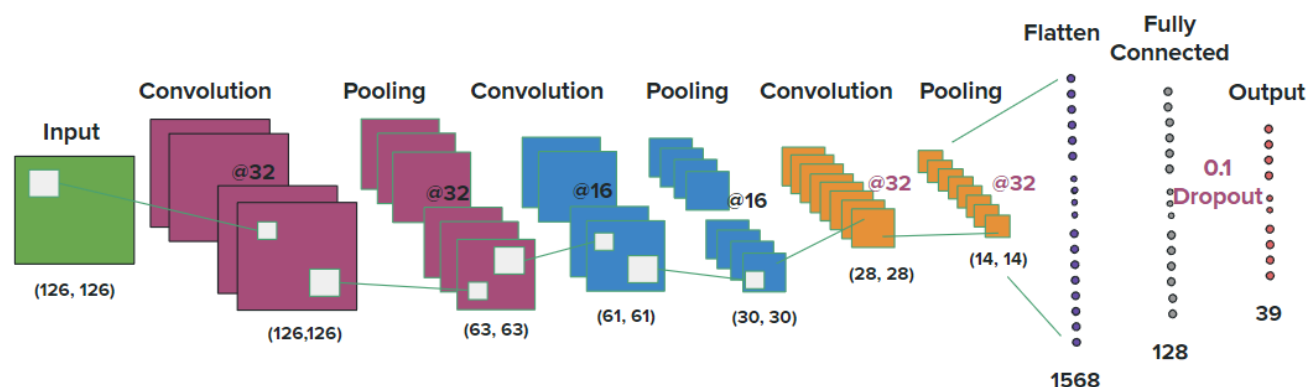 Input
(126, 126)
Convolution
@32
(126,126)
Pooling
@32
(63, 63)
Convolution
@16
(61, 61)
Pooling
@16
(30, 30)
Convolution
@32
(28, 28)
Pooling
@32
(14, 14)
Flatten
1568
Fully
Connected
128
0.1
Dropout
Output
39